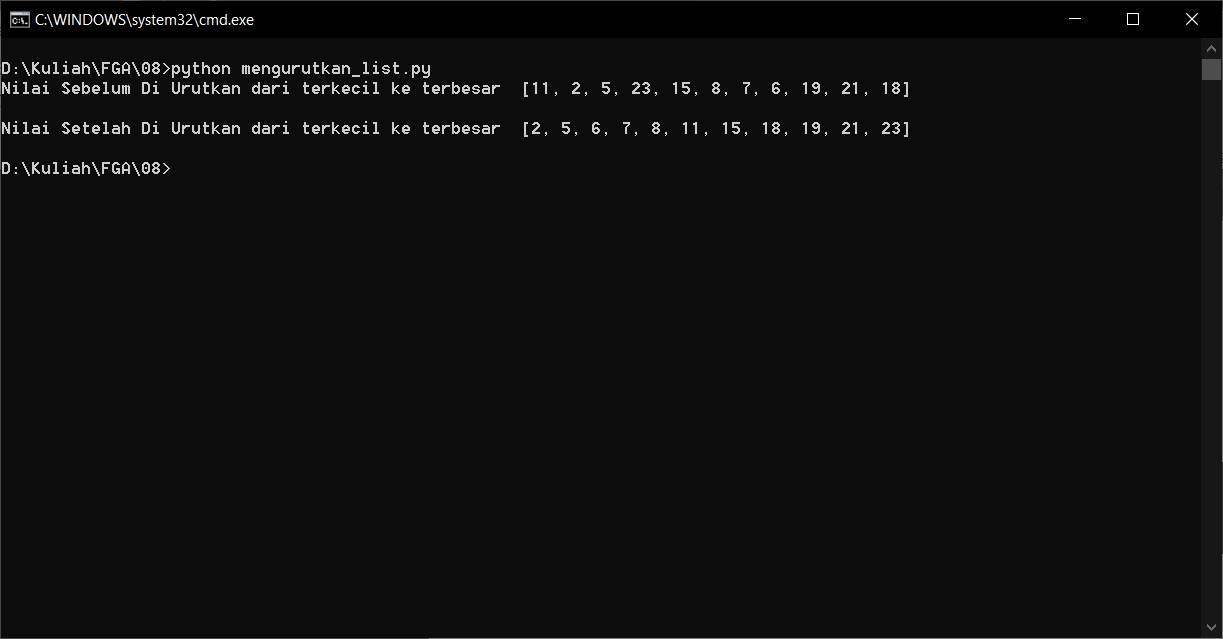 C:\WINDOWS\system32\cmd.exe
D:\Kuliah\FGA\08>python mengurutkan_list.py
Nilai Sebelum Di Urutkan dari terkecil ke terbesar  [11, 2, 5, 23, 15, 8, 7, 6, 19, 21, 18]
Nilai Setelah Di Urutkan dari terkecil ke terbesar  [2, 5, 6, 7, 8, 11, 15, 18, 19, 21, 23]
D:\Kuliah\FGA\08>